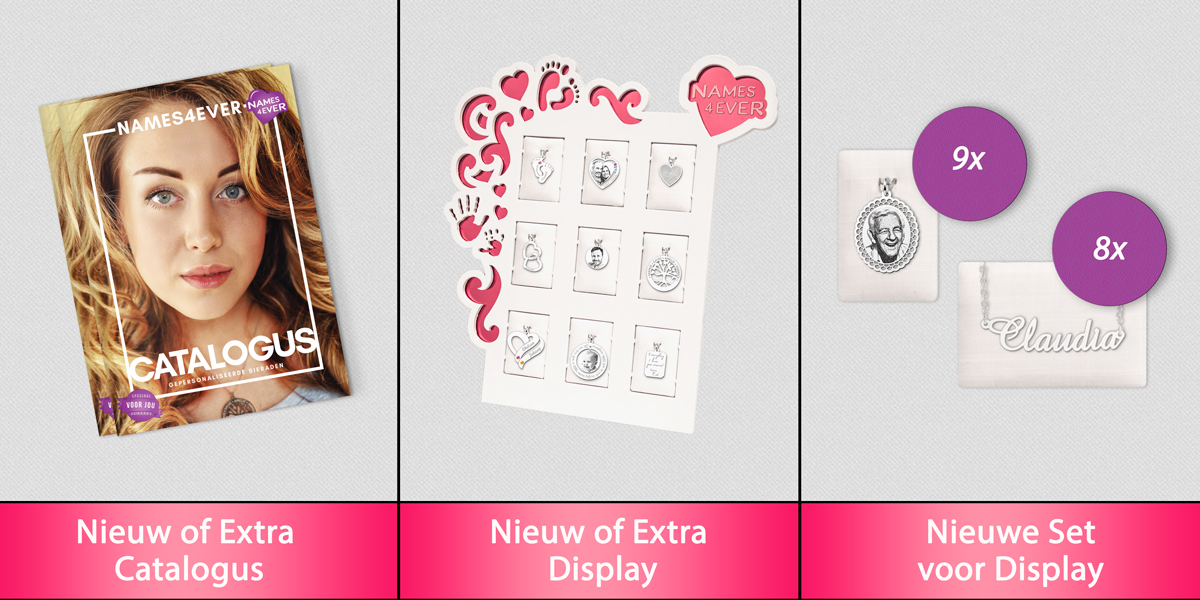 NAMES4EVER
NAMES
4EVER
CATALOGUS
GEPERSONALISEERDE SIERADEN
SPECIAAL
VOOR JOU
NAMES
4EVER
9x
8x
Claudia
Nieuw of Extra
Catalogus
Nieuw of Extra
Display
Nieuwe Set
voor Display